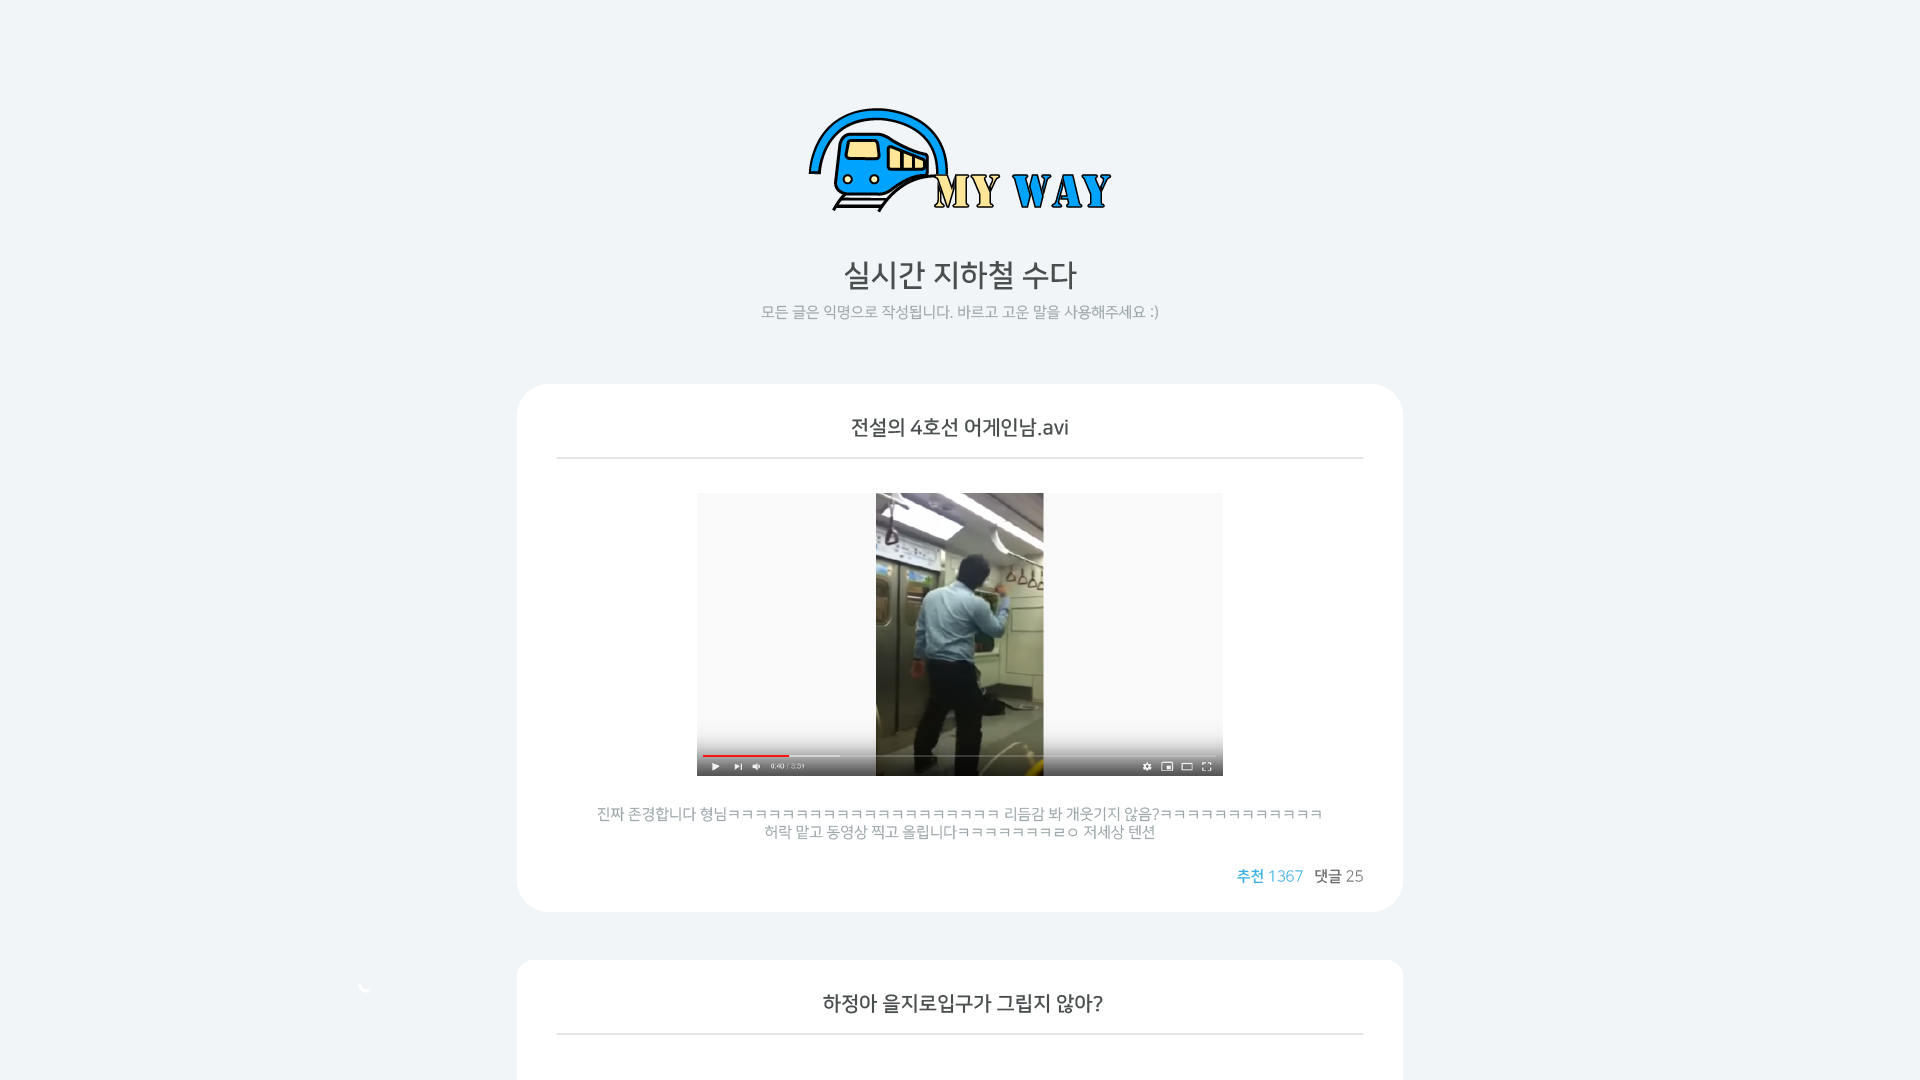 MY WAY
실시간 지하철 수다
모든 글은 익명으로 작성됩니다. 바르고 고운 말을 사용해주세요 :)
전설의 4호선 어게인남.avi
0:40 / 3:59
진짜 존경합니다 형님ㅋㅋㅋㅋㅋㅋㅋㅋㅋㅋㅋㅋㅋㅋㅋㅋㅋㅋㅋㅋ 리듬감 봐 개웃기지 않음?ㅋㅋㅋㅋㅋㅋㅋㅋㅋㅋㅋㅋ
허락 맡고 동영상 찍고 올립니다ㅋㅋㅋㅋㅋㅋㅋㄹㅇ 저세상 텐션
추천 1367 댓글 25
하정아 을지로입구가 그립지 않아?